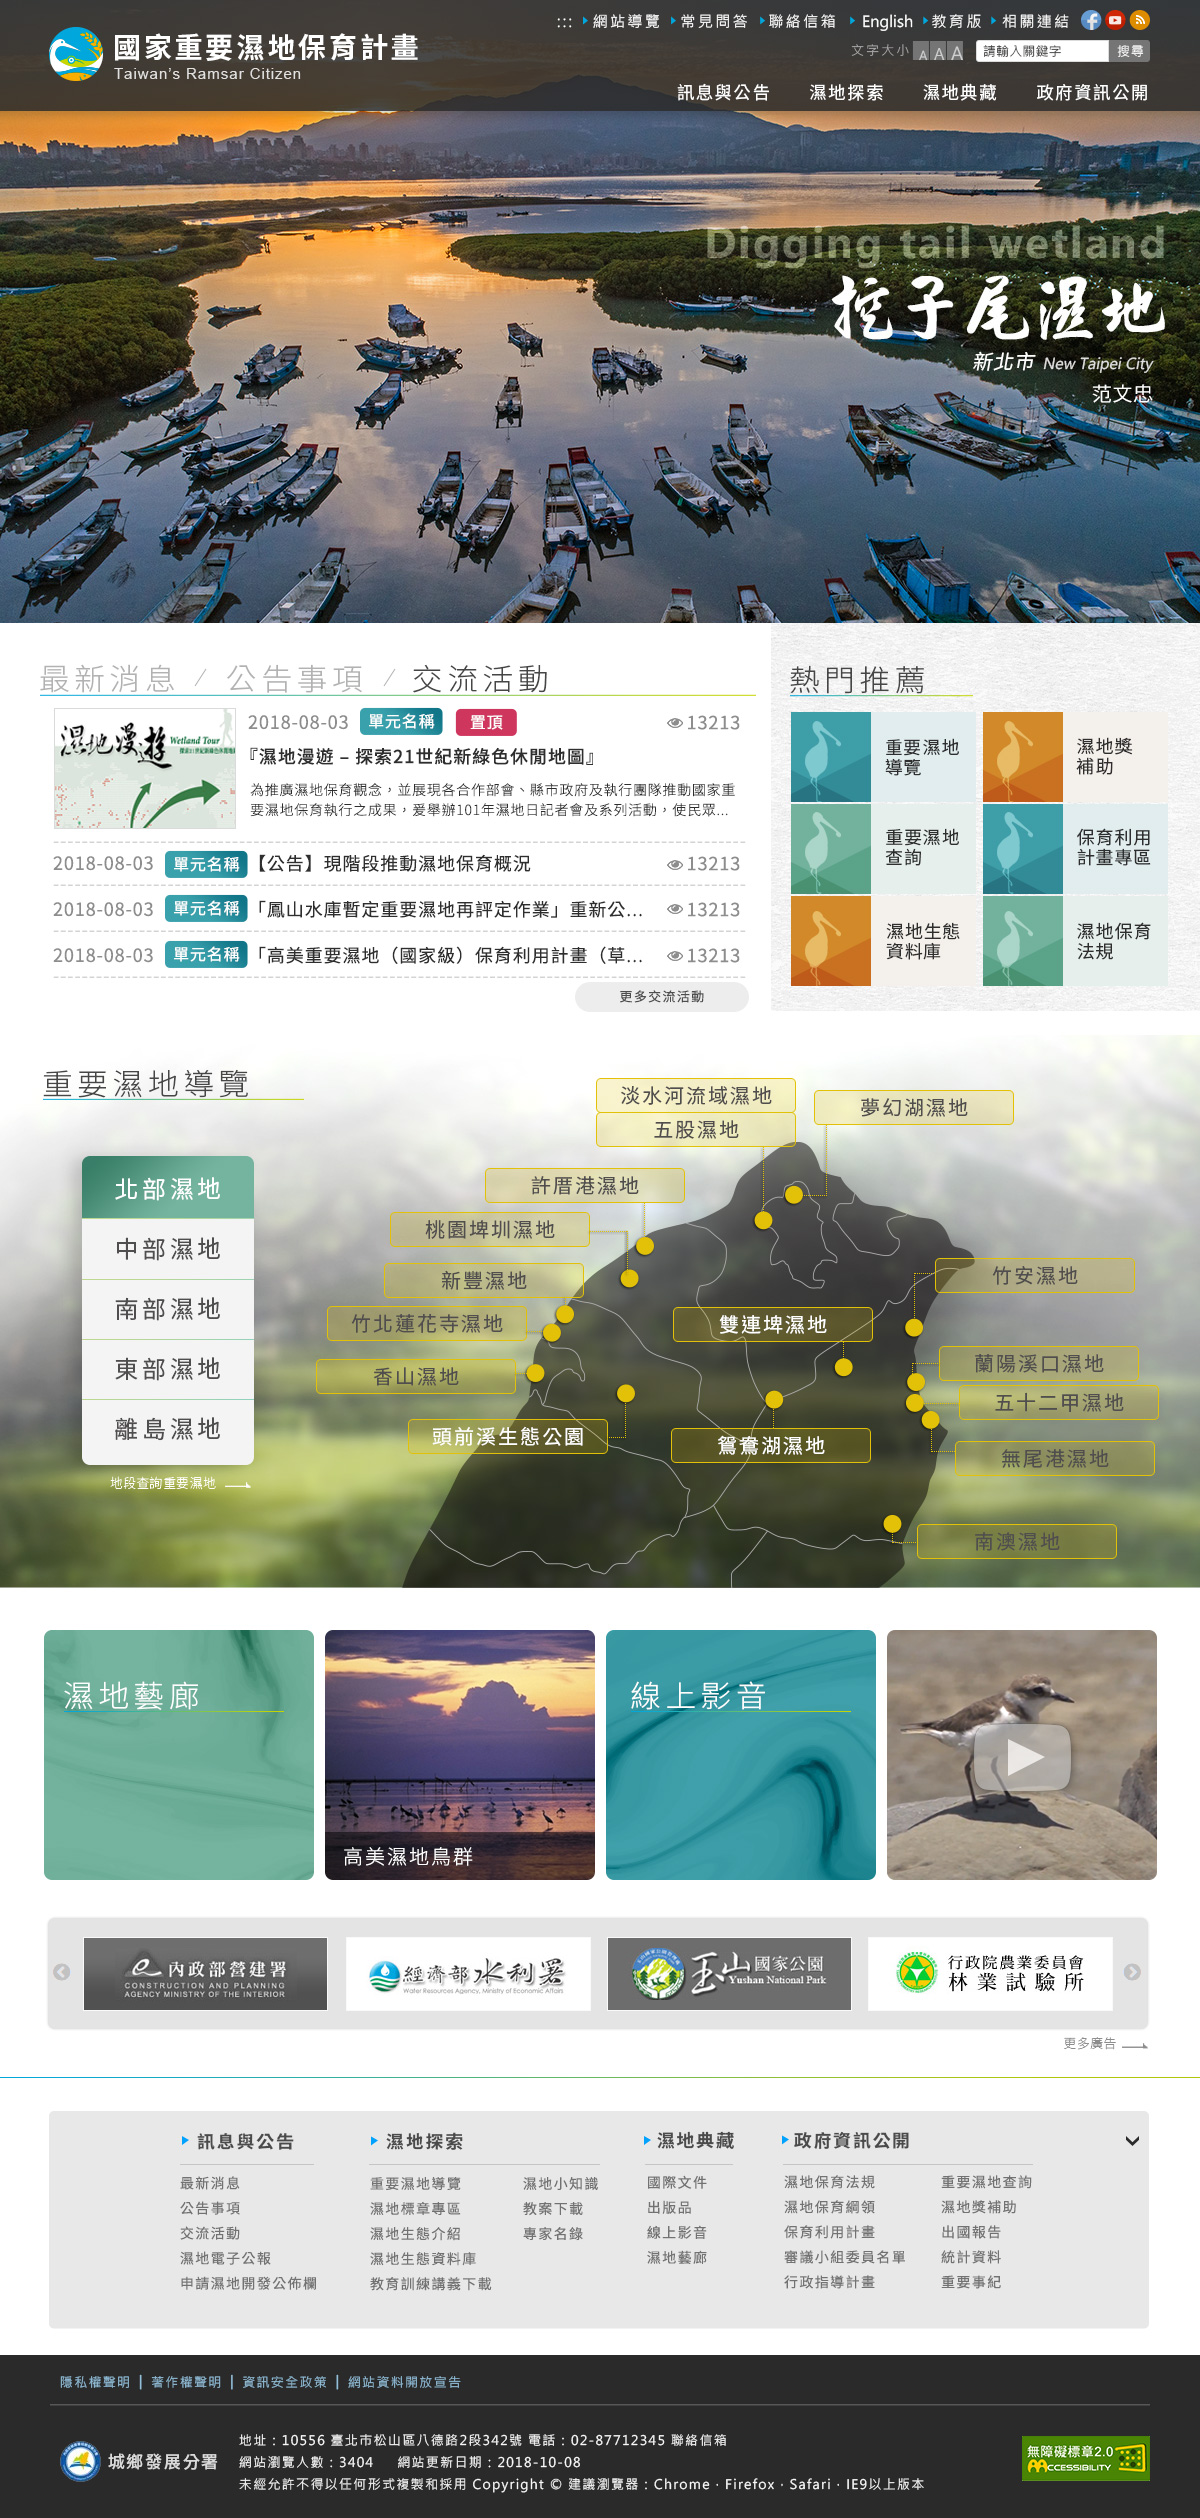 ::: 網站導覽 常見問答 聯絡信箱 English 教育版 相關連結
國家重要濕地保育計畫
Taiwan's Ramsar Citizen
文字大小 A A A 請輸入關鍵字 搜尋
訊息與公告 濕地探索 濕地典藏 政府資訊公開
Digging tail wetland
挖子尾濕地
新北市 New Taipei City
范文忠
最新消息 / 公告事項 / 交流活動
濕地漫遊
Wetland Tour
2018-08-03 單元名稱 置頂 13213
『濕地漫遊 – 探索21世紀新綠色休閒地圖』
為推廣濕地保育觀念，並展現各合作部會、縣市政府及執行團隊推動國家重
要濕地保育執行之成果，爰舉辦101年濕地日記者會及系列活動，使民眾...
2018-08-03 單元名稱 【公告】現階段推動濕地保育概況 13213
2018-08-03 單元名稱 「鳳山水庫暫定重要濕地再評定作業」重新公... 13213
2018-08-03 單元名稱 「高美重要濕地（國家級）保育利用計畫（草... 13213
更多交流活動
熱門推薦
重要濕地
導覽
濕地獎
補助
重要濕地
查詢
保育利用
計畫專區
濕地生態
資料庫
濕地保育
法規
重要濕地導覽
北部濕地
中部濕地
南部濕地
東部濕地
離島濕地
地段查詢重要濕地
淡水河流域濕地
五股濕地
夢幻湖濕地
許厝港濕地
桃園埤圳濕地
新豐濕地
竹北蓮花寺濕地
香山濕地
頭前溪生態公園
雙連埤濕地
鴛鴦湖濕地
竹安濕地
蘭陽溪口濕地
五十二甲濕地
無尾港濕地
南澳濕地
濕地藝廊
高美濕地鳥群
線上影音
內政部營建署
CONSTRUCTION AND PLANNING
AGENCY MINISTRY OF THE INTERIOR
經濟部水利署
Water Resources Agency, Ministry of Economic Affairs
玉山國家公園
Yushan National Park
行政院農業委員會
林業試驗所
更多廣告
訊息與公告
最新消息
公告事項
交流活動
濕地電子公報
申請濕地開發公佈欄
濕地探索
重要濕地導覽
濕地標章專區
濕地生態介紹
濕地生態資料庫
教育訓練講義下載
濕地小知識
教案下載
專家名錄
濕地典藏
國際文件
出版品
線上影音
濕地藝廊
政府資訊公開
濕地保育法規
濕地保育綱領
保育利用計畫
審議小組委員名單
行政指導計畫
重要濕地查詢
濕地獎補助
出國報告
統計資料
重要事紀
隱私權聲明 | 著作權聲明 | 資訊安全政策 | 網站資料開放宣告
城鄉發展分署
地址：10556 臺北市松山區八德路2段342號 電話：02-87712345 聯絡信箱
網站瀏覽人數：3404 網站更新日期：2018-10-08
未經允許不得以任何形式複製和採用 Copyright © 建議瀏覽器：Chrome · Firefox · Safari · IE9以上版本
無障礙標章2.0
ACCESSIBILITY